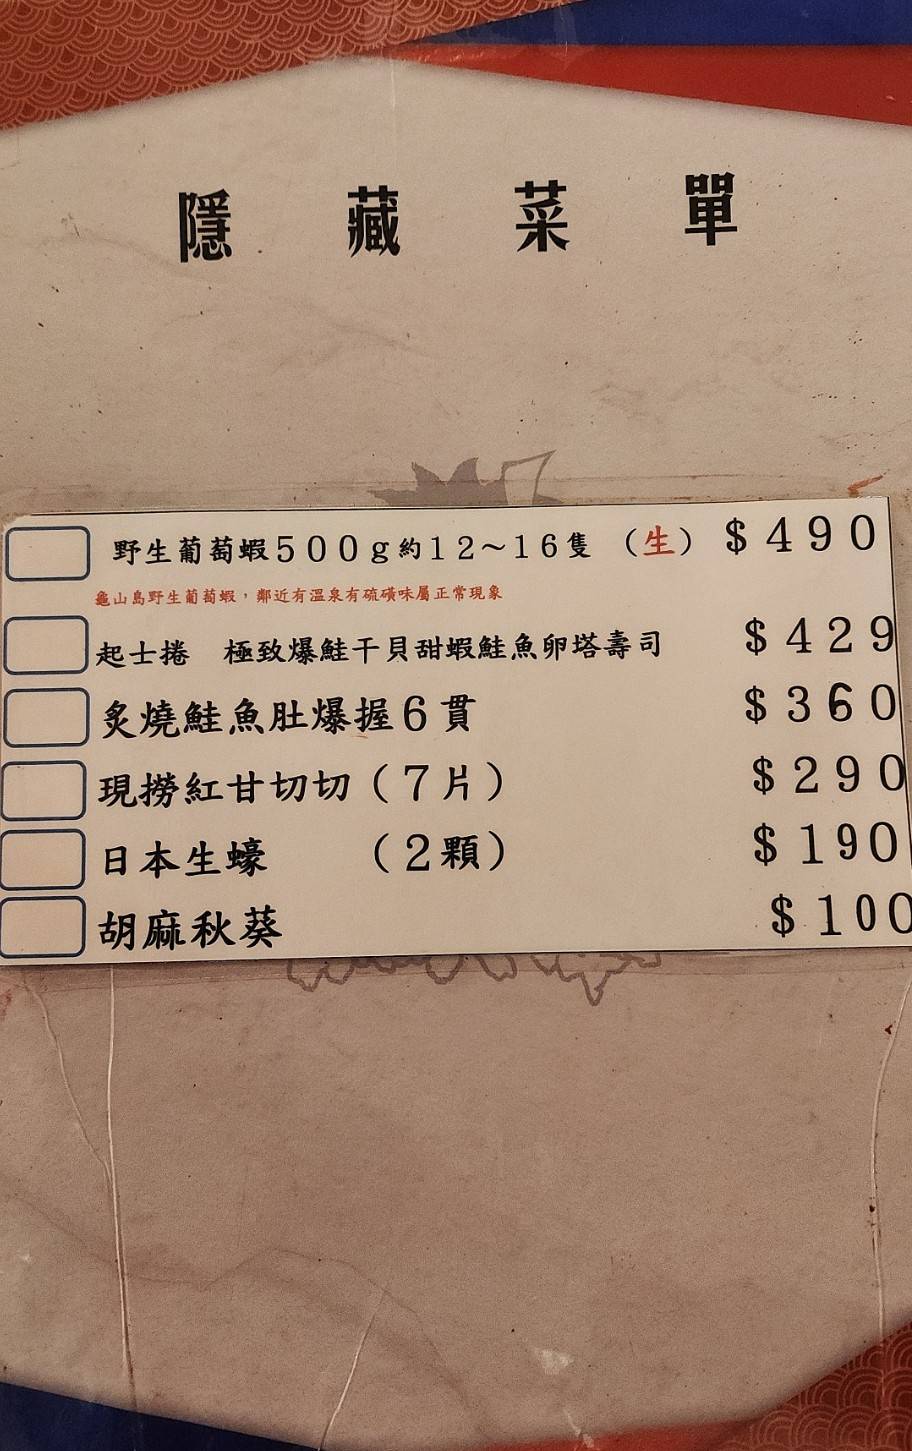 隱藏菜單
野生葡萄蝦500g約12～16隻（生）$490
龜山島野生葡萄蝦，鄰近有溫泉有硫磺味屬正常現象
起士捲　極致爆鮭干貝甜蝦鮭魚卵塔壽司 $429
炙燒鮭魚肚爆握6貫 $360
現撈紅甘切切（7片） $290
日本生蠔　（2顆） $190
胡麻秋葵 $100